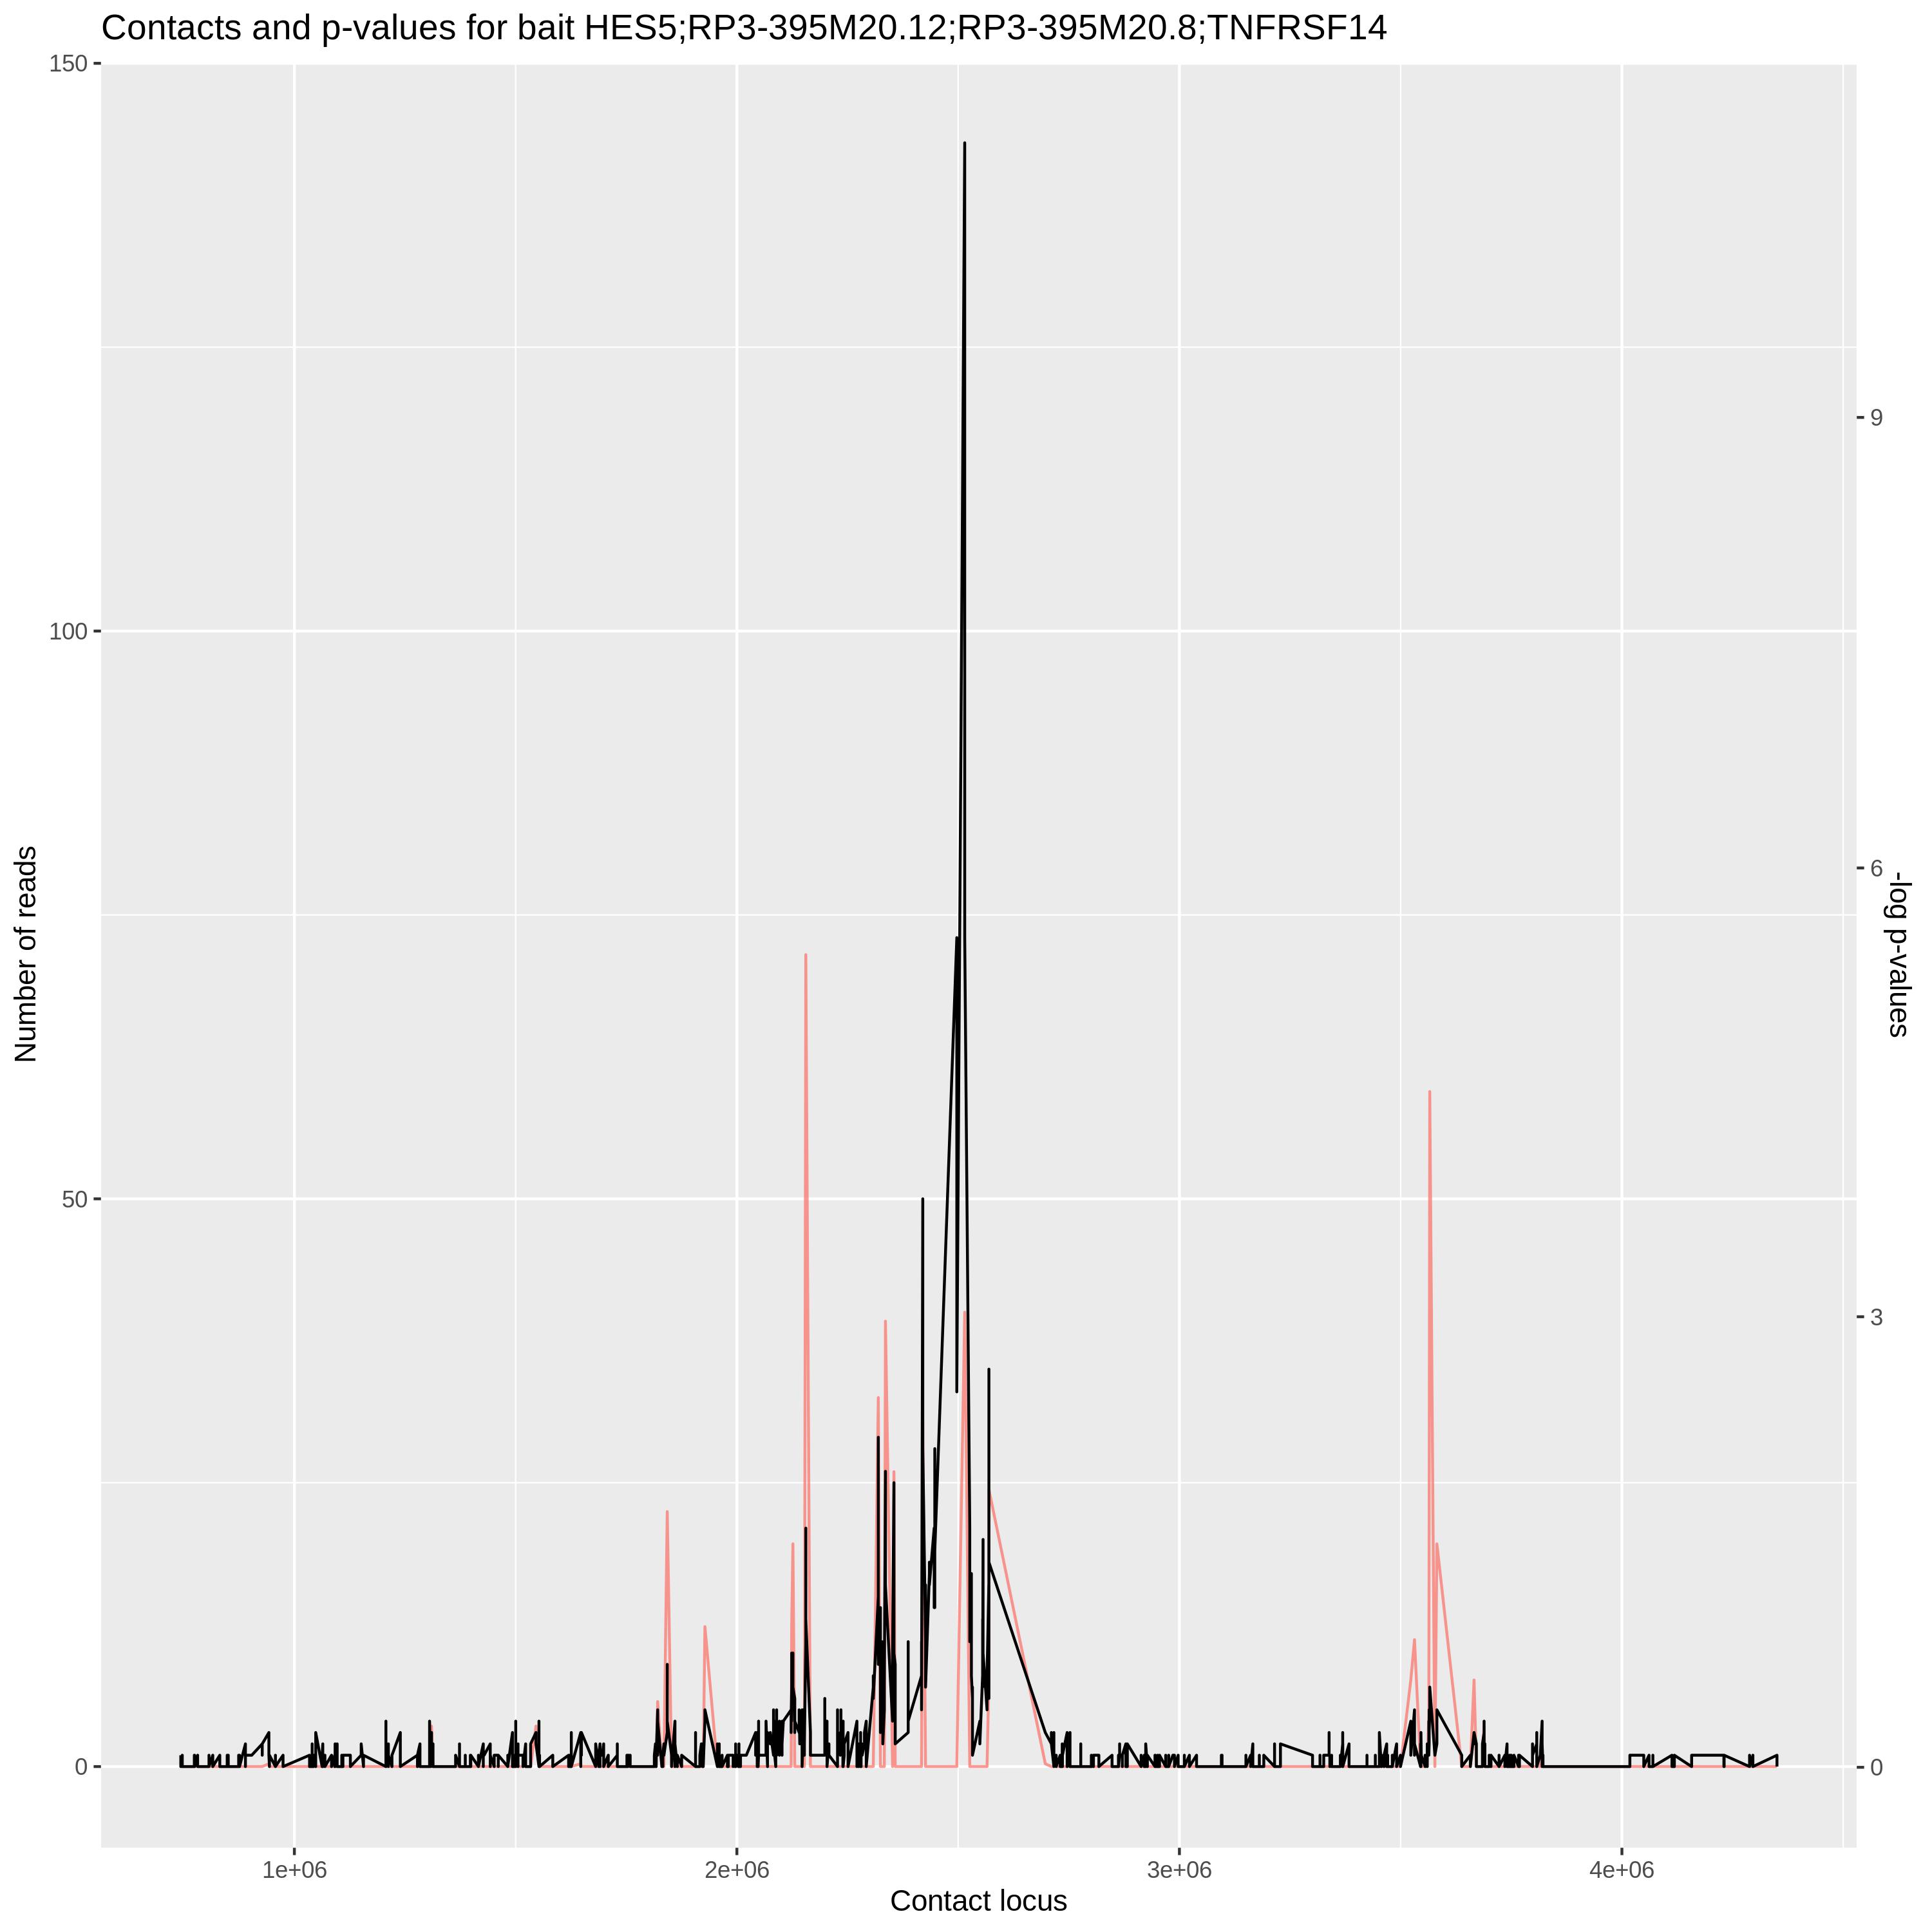 Contacts and p-values for bait HES5;RP3-395M20.12;RP3-395M20.8;TNFRSF14
150
100
50
0
Number of reads
9
6
3
0
-log p-values
1e+06
2e+06
3e+06
4e+06
Contact locus